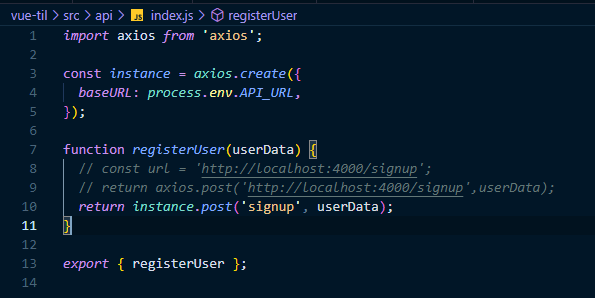 vue-til > src > api > JS index.js > registerUser
1 import axios from 'axios';
2
3 const instance = axios.create({
4   baseURL: process.env.API_URL,
5 });
6
7 function registerUser(userData) {
8   // const url = 'http://localhost:4000/signup';
9   // return axios.post('http://localhost:4000/signup',userData);
10   return instance.post('signup', userData);
11 }
12
13 export { registerUser };
14